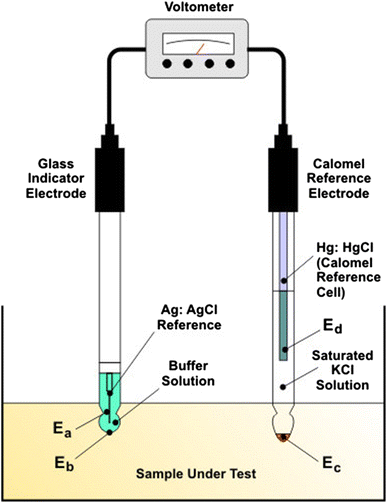 Voltometer
Glass
Indicator
Electrode
Calomel
Reference
Electrode
Hg: HgCl
(Calomel
Reference
Cell)
Ag: AgCl
Reference
Ed
Buffer
Solution
Saturated
KCl
Solution
Ea
Eb
Ec
Sample Under Test